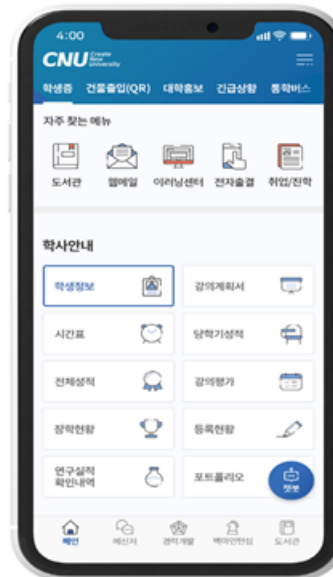 4:00
CNU Create New University
학생증 건물출입(QR) 대학홍보 긴급상황 통학버스
자주 찾는 메뉴
도서관 웹메일 이러닝센터 전자출결 취업/진학
학사안내
학생정보 강의계획서
시간표 당학기성적
전체성적 강의평가
장학현황 등록현황
연구실적 포트폴리오
확인내역
챗봇
메인 메신저 경력개발 백마인턴십 도서관